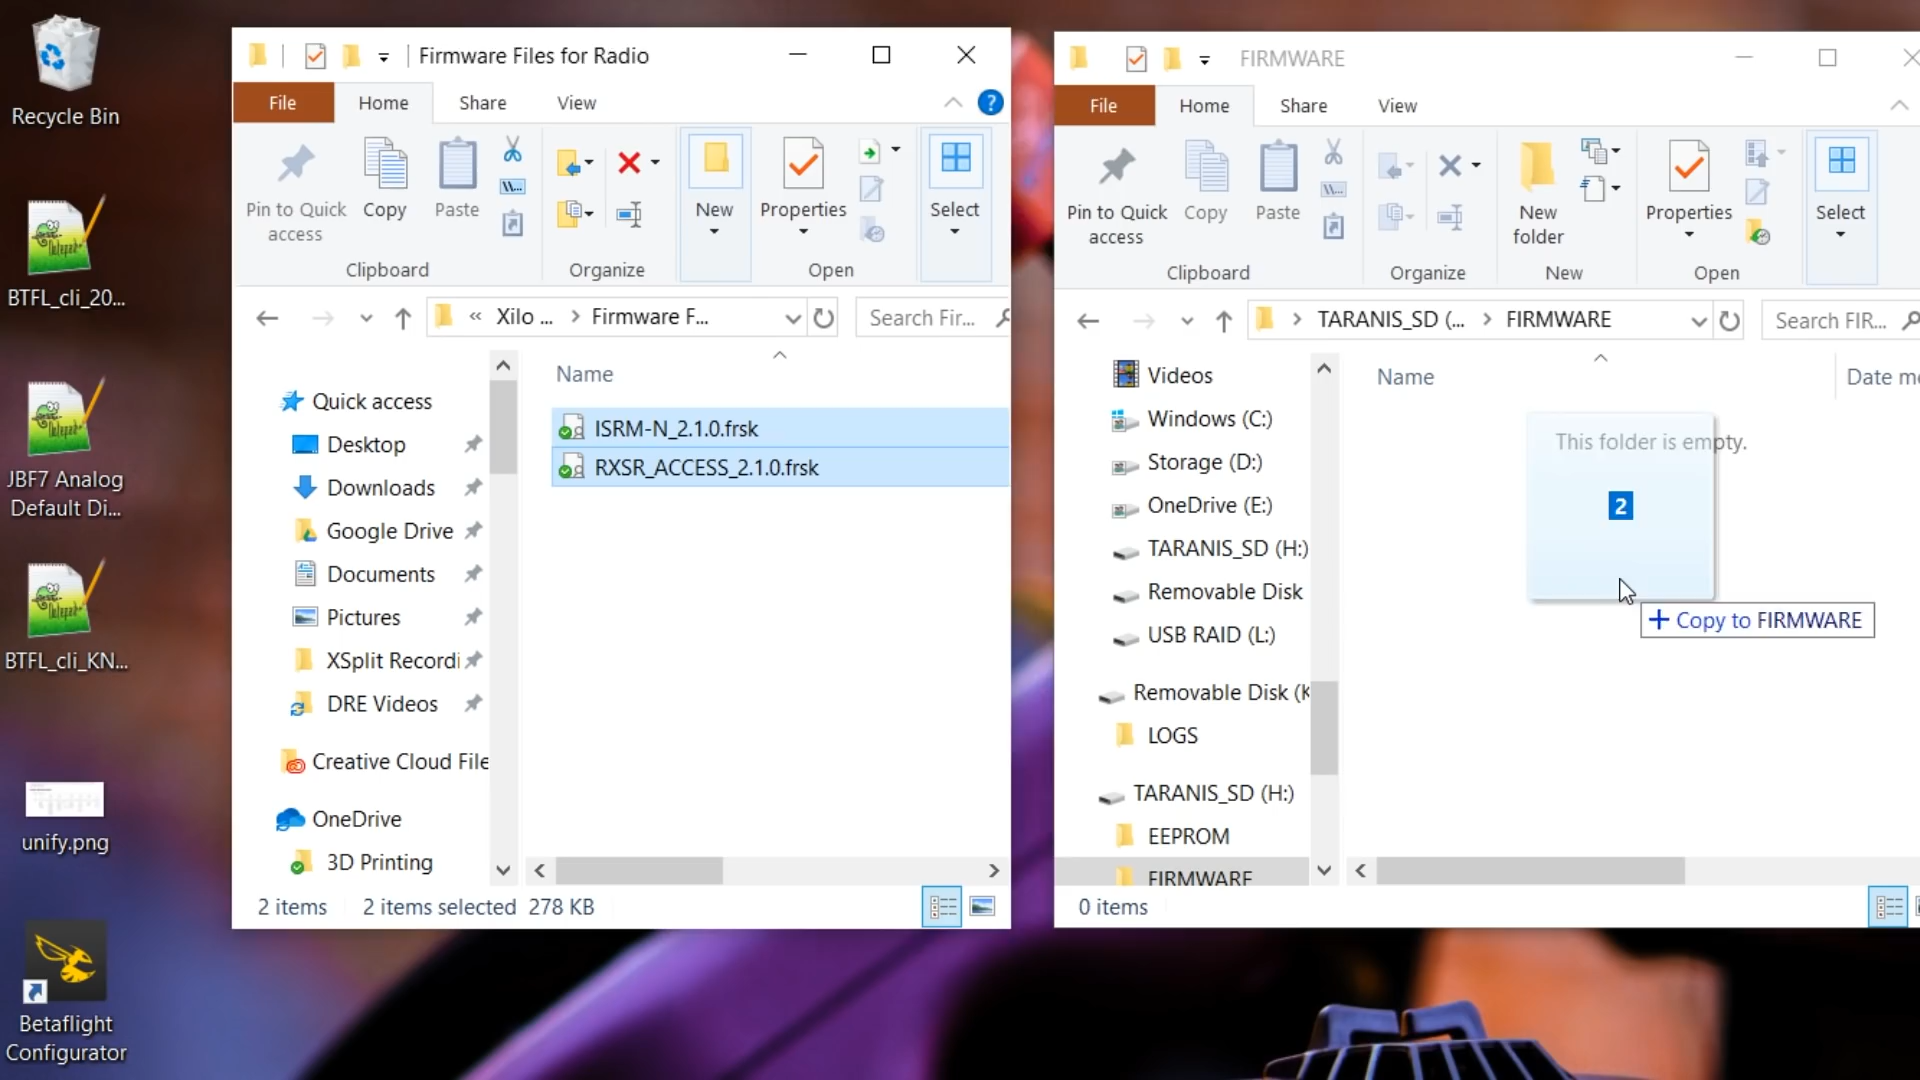 Recycle Bin
BTFL_cli_20...
JBF7 Analog
Default Di...
BTFL_cli_KN...
unify.png
Betaflight
Configurator
Firmware Files for Radio
File
Home
Share
View
Pin to Quick
access
Copy
Paste
New
Properties
Select
Clipboard
Organize
Open
« Xilo ... > Firmware F...
Search Fir...
Quick access
Desktop
Downloads
Google Drive
Documents
Pictures
XSplit Recordi
DRE Videos
Creative Cloud File
OneDrive
3D Printing
Name
ISRM-N_2.1.0.frsk
RXSR_ACCESS_2.1.0.frsk
2 items
2 items selected 278 KB
FIRMWARE
File
Home
Share
View
Pin to Quick
access
Copy
Paste
New
folder
Properties
Select
Clipboard
Organize
New
Open
> TARANIS_SD (... > FIRMWARE
Search FIR...
Videos
Windows (C:)
Storage (D:)
OneDrive (E:)
TARANIS_SD (H:)
Removable Disk
USB RAID (L:)
Removable Disk (K
LOGS
TARANIS_SD (H:)
EEPROM
FIRMWARE
Name
Date mo
This folder is empty.
2
+ Copy to FIRMWARE
0 items